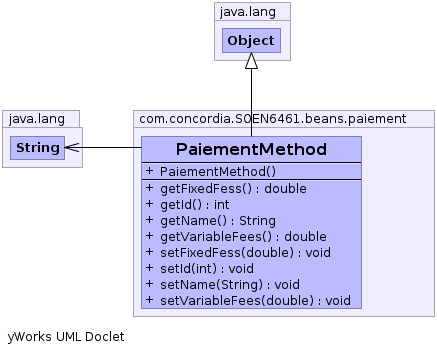 java.lang
Object
java.lang
String
com.concordia.SOEN6461.beans.paiement
PaiementMethod
+ PaiementMethod()
+ getFixedFess() : double
+ getId() : int
+ getName() : String
+ getVariableFees() : double
+ setFixedFess(double) : void
+ setId(int) : void
+ setName(String) : void
+ setVariableFees(double) : void
yWorks UML Doclet